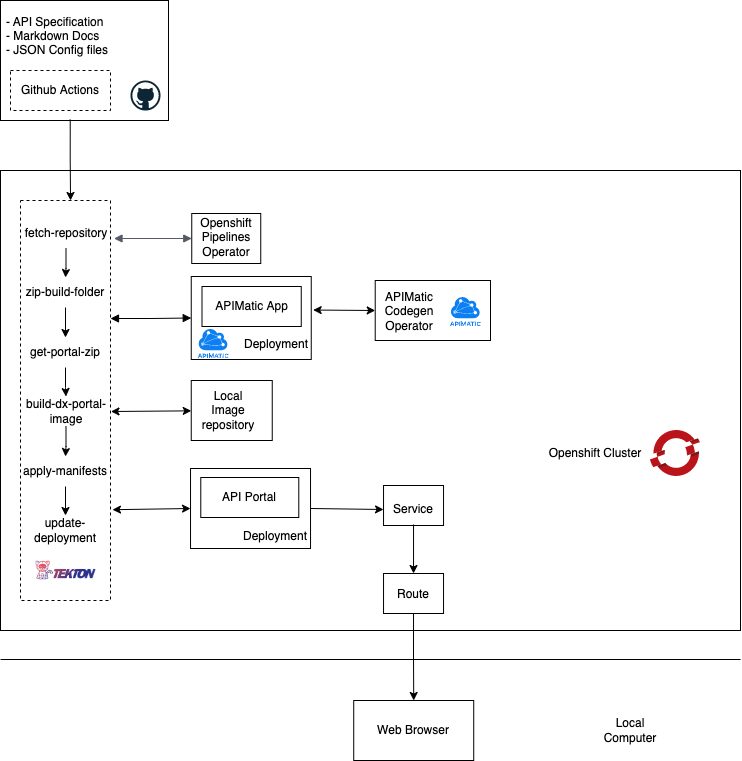 - API Specification
- Markdown Docs
- JSON Config files
Github Actions
fetch-repository
Openshift
Pipelines
Operator
zip-build-folder
APIMatic App
APIMATIC
Deployment
APIMatic
Codegen
Operator
APIMATIC
get-portal-zip
build-dx-portal-
image
Local
Image
repository
Openshift Cluster
apply-manifests
API Portal
Deployment
Service
update-
deployment
TEKTON
Route
Web Browser
Local
Computer